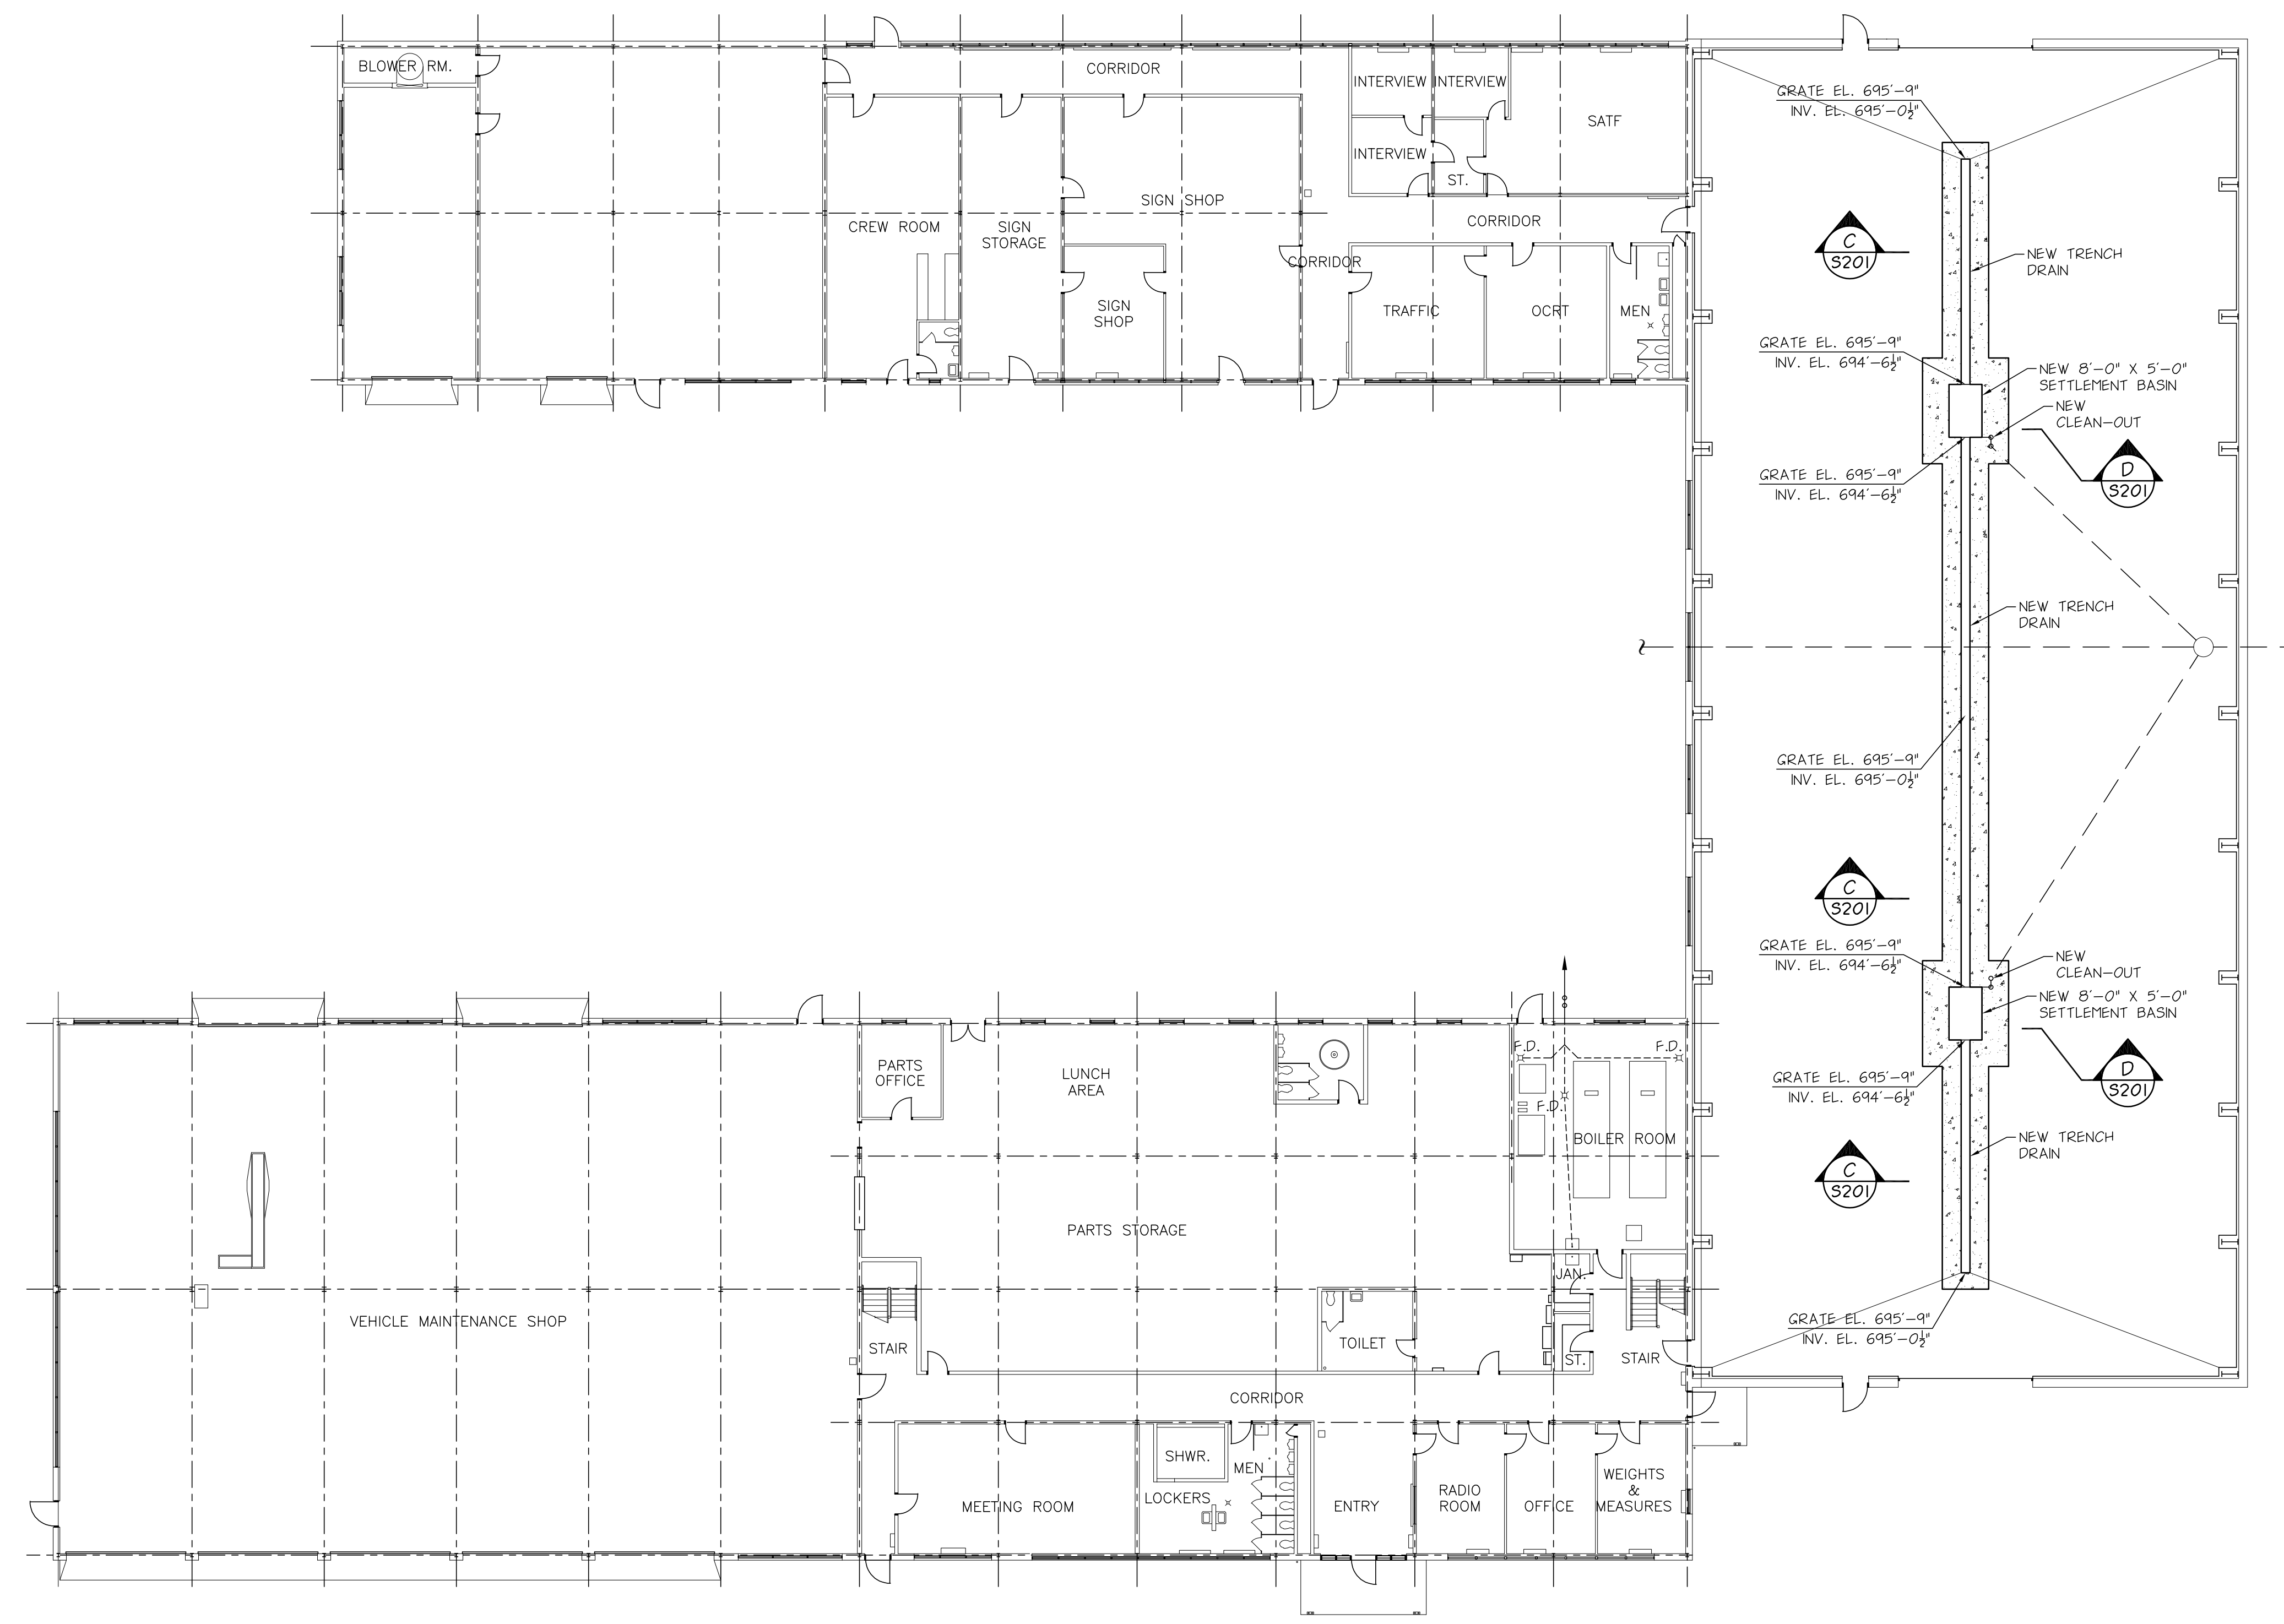 BLOWER RM.
CORRIDOR
INTERVIEW
INTERVIEW
INTERVIEW
ST.
SATF
CREW ROOM
SIGN
STORAGE
SIGN SHOP
SIGN
SHOP
CORRIDOR
CORRIDOR
TRAFFIC
OCRT
MEN
GRATE EL. 695'-9"
INV. EL. 695'-0½"
C
S201
NEW TRENCH
DRAIN
GRATE EL. 695'-9"
INV. EL. 694'-6½"
NEW 8'-0" X 5'-0"
SETTLEMENT BASIN
NEW
CLEAN-OUT
GRATE EL. 695'-9"
INV. EL. 694'-6½"
D
S201
NEW TRENCH
DRAIN
GRATE EL. 695'-9"
INV. EL. 695'-0½"
C
S201
GRATE EL. 695'-9"
INV. EL. 694'-6½"
NEW
CLEAN-OUT
NEW 8'-0" X 5'-0"
SETTLEMENT BASIN
GRATE EL. 695'-9"
INV. EL. 694'-6½"
D
S201
NEW TRENCH
DRAIN
C
S201
GRATE EL. 695'-9"
INV. EL. 695'-0½"
PARTS
OFFICE
LUNCH
AREA
F.D.
F.D.
F.D.
BOILER ROOM
PARTS STORAGE
JAN.
VEHICLE MAINTENANCE SHOP
STAIR
TOILET
ST.
STAIR
CORRIDOR
SHWR.
MEN
LOCKERS
MEETING ROOM
ENTRY
RADIO
ROOM
OFFICE
WEIGHTS
&
MEASURES